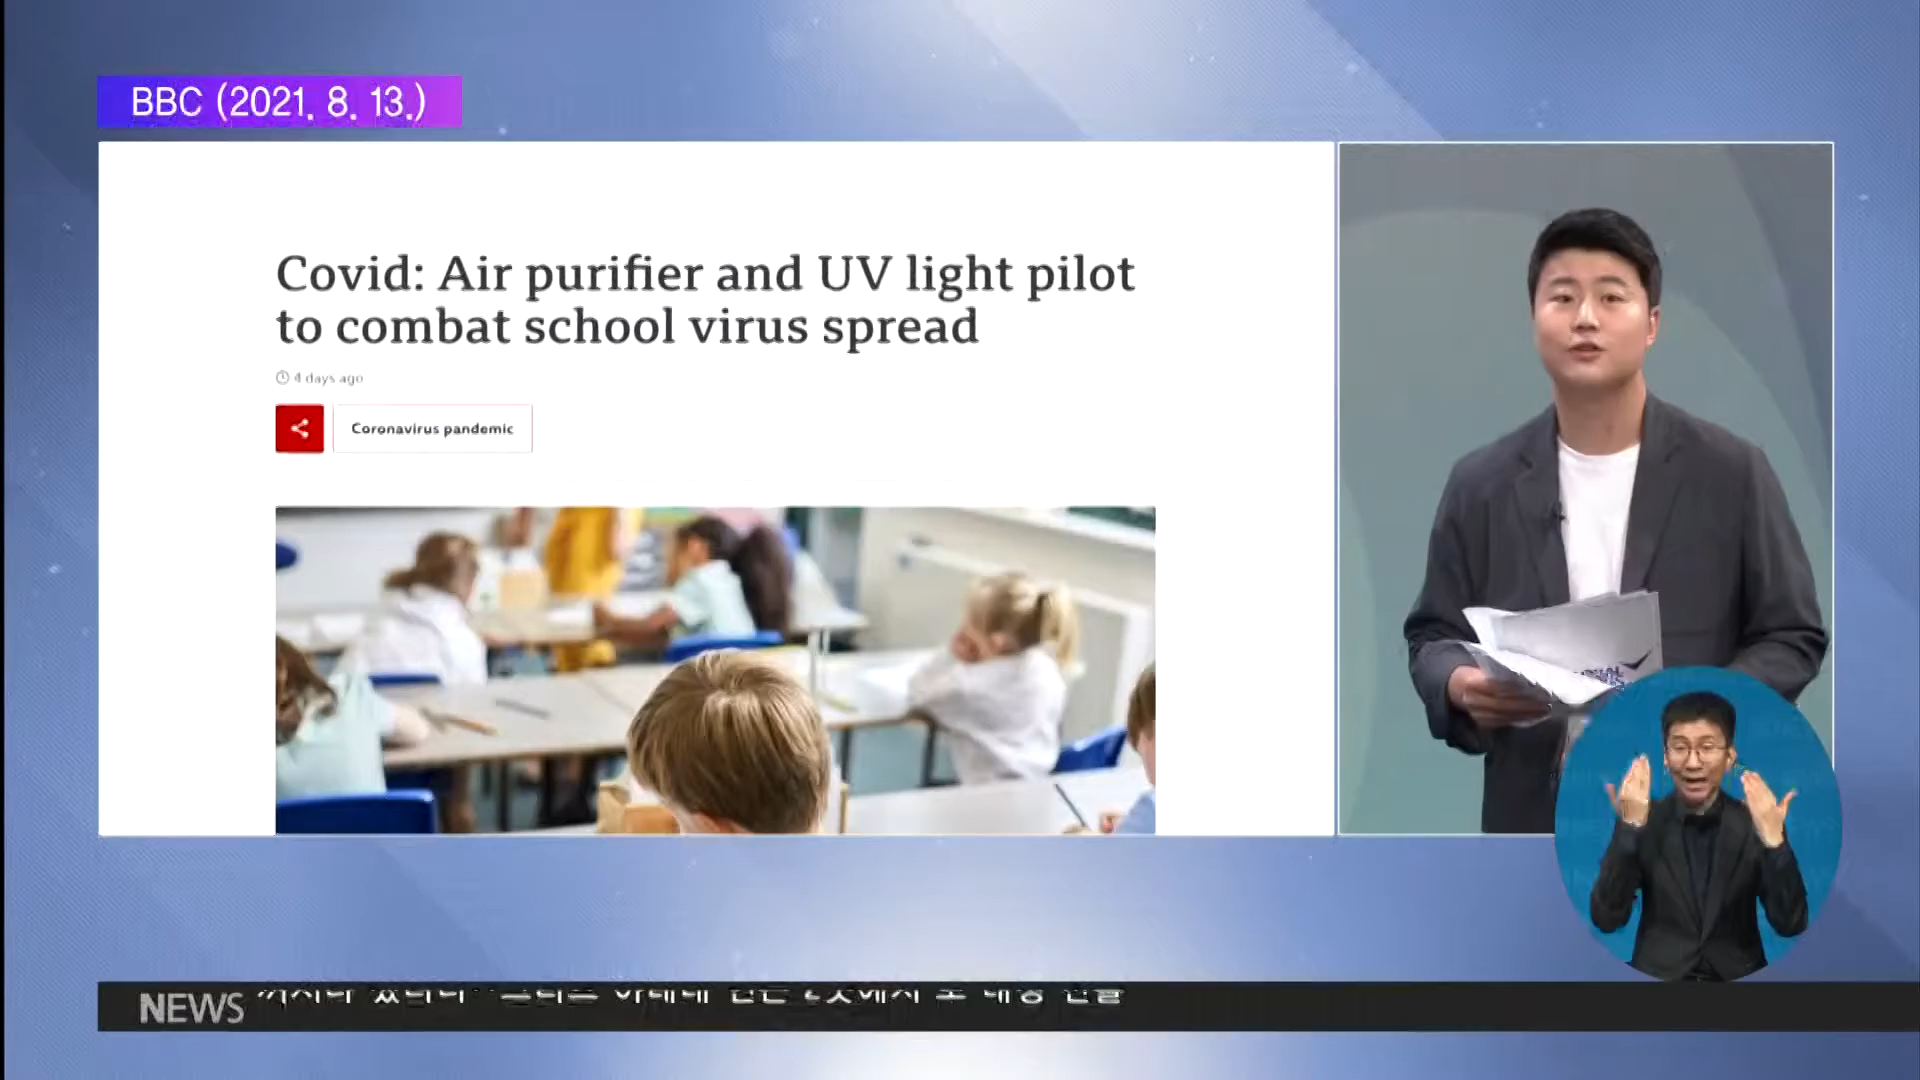 BBC (2021. 8. 13.)
Covid: Air purifier and UV light pilot
to combat school virus spread
4 days ago
Coronavirus pandemic
NEWS